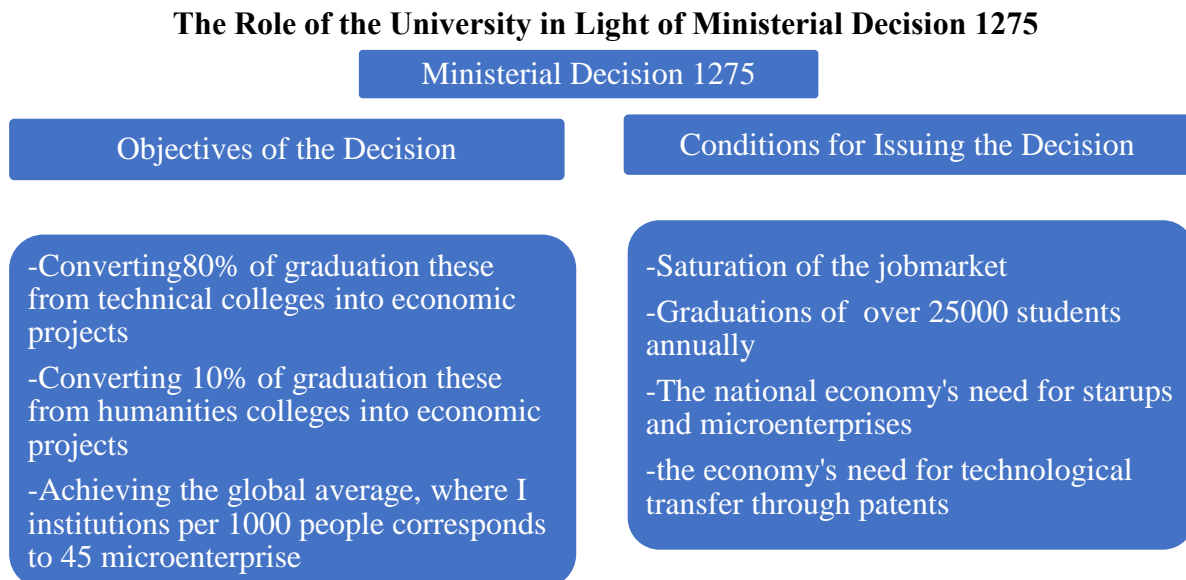 The Role of the University in Light of Ministerial Decision 1275
Ministerial Decision 1275
Objectives of the Decision
-Converting80% of graduation these
from technical colleges into economic
projects
-Converting 10% of graduation these
from humanities colleges into economic
projects
-Achieving the global average, where I
institutions per 1000 people corresponds
to 45 microenterprise
Conditions for Issuing the Decision
-Saturation of the jobmarket
-Graduations of over 25000 students
annually
-The national economy's need for starups
and microenterprises
-the economy's need for technological
transfer through patents